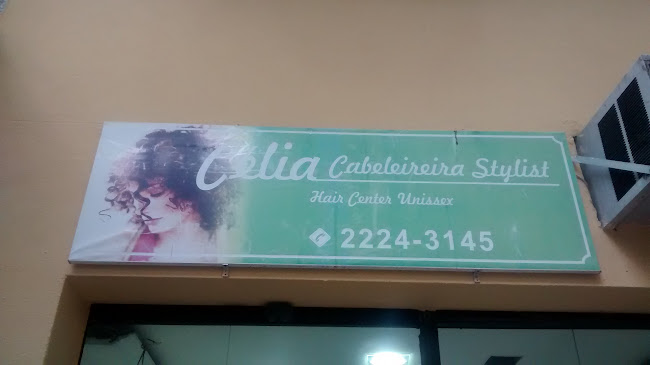 Célia Cabeleireira Stylist
Hair Center Unissex
2224-3145